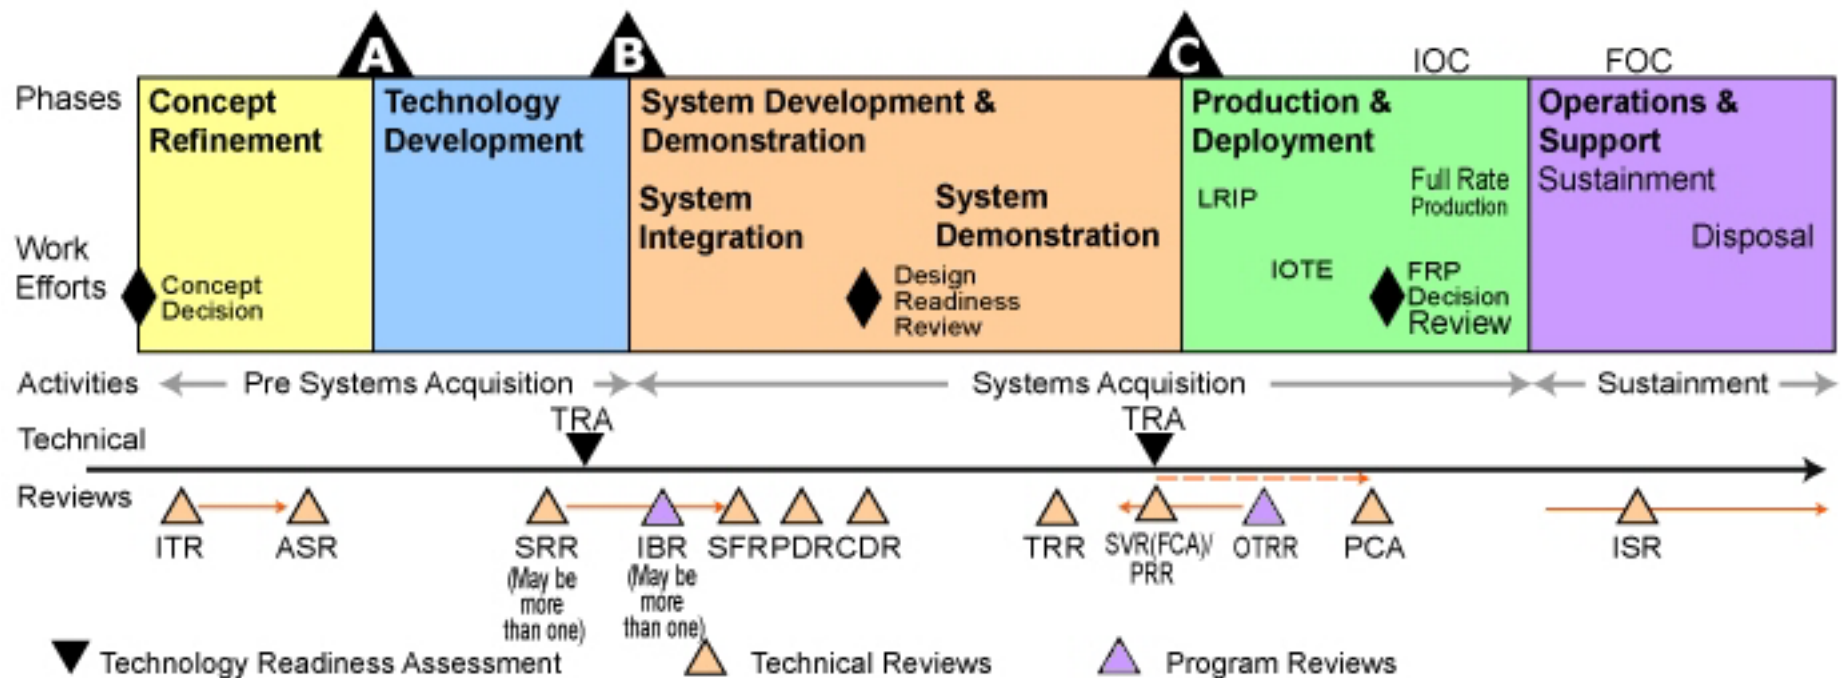 A
B
C
IOC
FOC
Phases
Concept
Refinement
Technology
Development
System Development &
Demonstration
Production &
Deployment
Operations &
Support
System
Integration
System
Demonstration
LRIP
Full Rate
Production
Sustainment
Disposal
Work
Efforts
Concept
Decision
Design
Readiness
Review
IOTE
FRP
Decision
Review
Activities
Pre Systems Acquisition
Systems Acquisition
Sustainment
TRA
TRA
Technical
Reviews
ITR
ASR
SRR
(May be
more
than one)
IBR
(May be
more
than one)
SFR
PDR
CDR
TRR
SVR(FCA)/
PRR
OTRR
PCA
ISR
Technology Readiness Assessment
Technical Reviews
Program Reviews